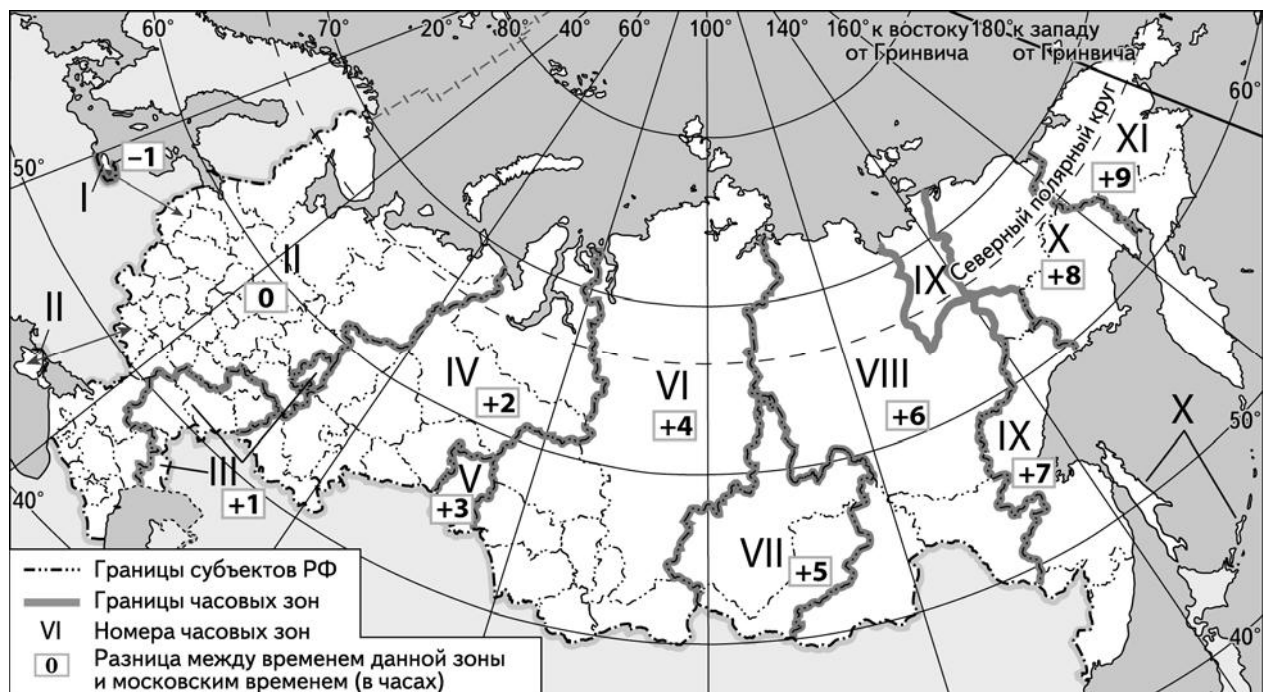 60° 70° 20° 0° 20° 40° 60° 80° 100° 120° 140° 160° к востоку от Гринвича 180° к западу от Гринвича
60°
50°
–1
I
XI
+9
Северный полярный круг
II
0
IX
X
+8
II
IV
+2
VI
+4
VIII
+6
X
50°
III
+1
V
+3
IX
+7
40°
VII
+5
40°
Границы субъектов РФ
Границы часовых зон
VI Номера часовых зон
0 Разница между временем данной зоны
и московским временем (в часах)